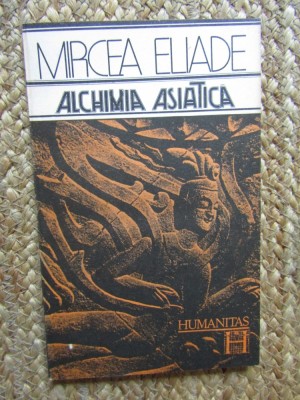 MIRCEA ELIADE
ALCHIMIA ASIATICA
HUMANITAS
H